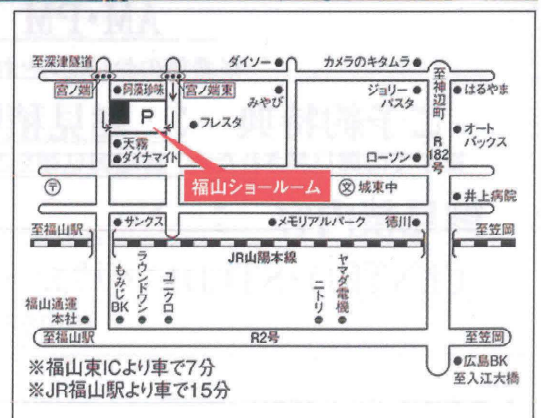 至深津隧道
ダイソー
カメラのキタムラ
至神辺町
R182号
はるやま
宮ノ端
阿藻珍味
宮ノ端東
みやび
ジョリーパスタ
P
フレスタ
オートバックス
天霧
ダイナマイト
ローソン
福山ショールーム
〒
文
城東中
井上病院
サンクス
メモリアルパーク
徳川
至福山駅
至笠岡
JR山陽本線
もみじBK
ラウンドワン
ユニクロ
ニトリ
ヤマダ電機
福山通運
本社
至福山駅
R2号
至笠岡
広島BK
至入江大橋
※福山東ICより車で7分
※JR福山駅より車で15分